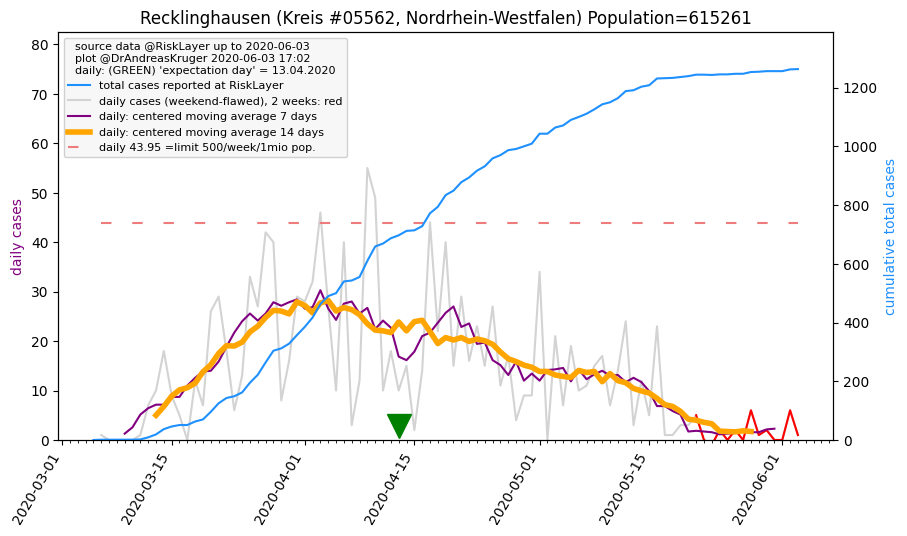 Recklinghausen (Kreis #05562, Nordrhein-Westfalen) Population=615261
source data @RiskLayer up to 2020-06-03
plot @DrAndreasKruger 2020-06-03 17:02
daily: (GREEN) 'expectation day' = 13.04.2020
total cases reported at RiskLayer
daily cases (weekend-flawed), 2 weeks: red
daily: centered moving average 7 days
daily: centered moving average 14 days
daily 43.95 =limit 500/week/1mio pop.
daily cases
80
70
60
50
40
30
20
10
0
cumulative total cases
1200
1000
800
600
400
200
0
2020-03-01
2020-03-15
2020-04-01
2020-04-15
2020-05-01
2020-05-15
2020-06-01